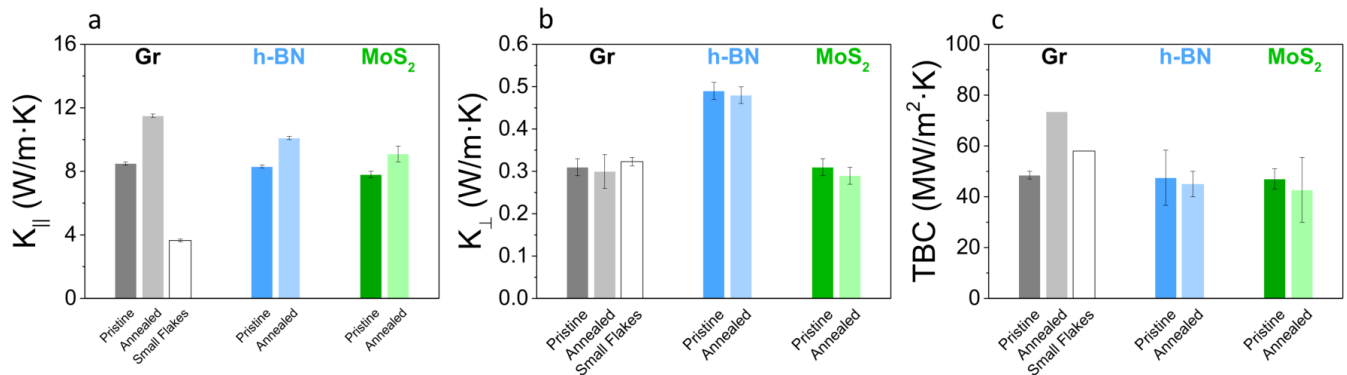 a
16
12
8
4
0
K|| (W/m·K)
Gr
h-BN
MoS2
Pristine
Annealed
Small Flakes
Pristine
Annealed
Pristine
Annealed
b
0.6
0.5
0.4
0.3
0.2
0.1
0.0
K⊥ (W/m·K)
Gr
h-BN
MoS2
Pristine
Annealed
Small Flakes
Pristine
Annealed
Pristine
Annealed
c
100
80
60
40
20
0
TBC (MW/m²·K)
Gr
h-BN
MoS2
Pristine
Annealed
Small Flakes
Pristine
Annealed
Pristine
Annealed